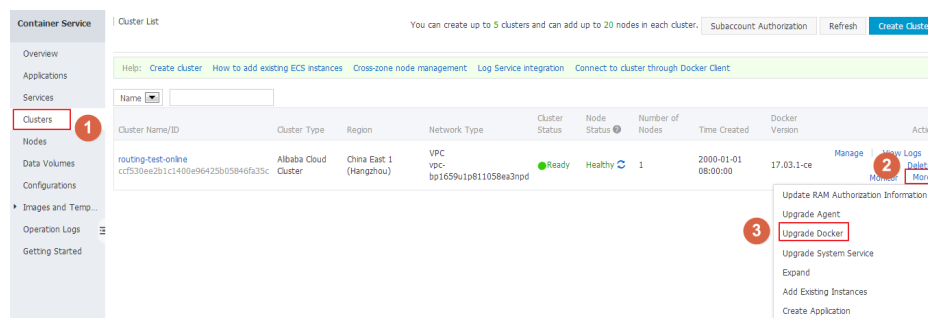 Container Service
Cluster List
You can create up to 5 clusters and can add up to 20 nodes in each cluster.
Subaccount Authorization
Refresh
Create Cluste
Overview
Applications
Services
Clusters
1
Nodes
Data Volumes
Configurations
Images and Temp...
Operation Logs
Getting Started
Help: Create cluster How to add existing ECS instances Cross-zone node management Log Service integration Connect to cluster through Docker Client
Name
Cluster Name/ID
Cluster Type
Region
Network Type
Cluster Status
Node Status
Number of Nodes
Time Created
Docker Version
Acti
routing-test-online
ccf530ee2b1c1400e96425b05846fa35c
Alibaba Cloud Cluster
China East 1 (Hangzhou)
VPC
vpc-
bp1659u1p811058ea3npd
Ready
Healthy
1
2000-01-01 08:00:00
17.03.1-ce
Manage
View Logs
2
Delet
Monitor
More
Update RAM Authorization Information
Upgrade Agent
3
Upgrade Docker
Upgrade System Service
Expand
Add Existing Instances
Create Application